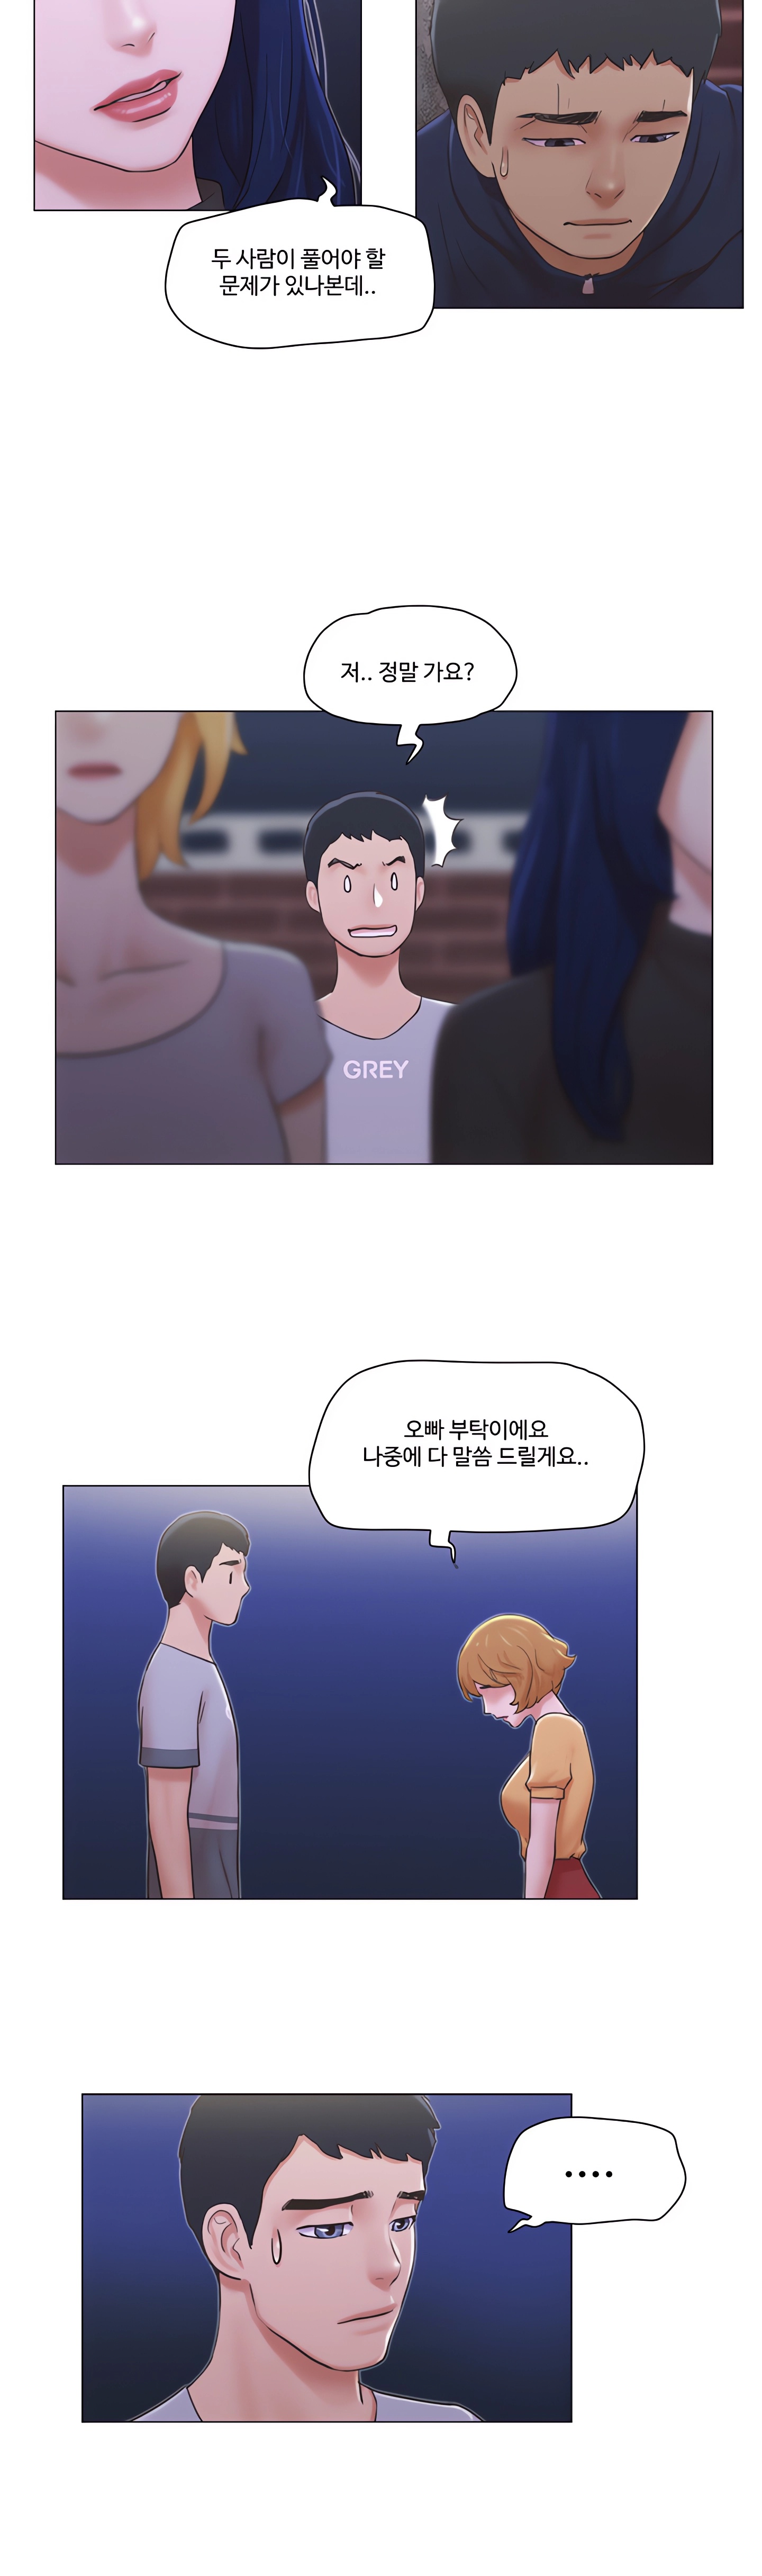 두 사람이 풀어야 할
문제가 있나본데..
저.. 정말 가요?
GREY
오빠 부탁이에요
나중에 다 말씀 드릴게요..
....